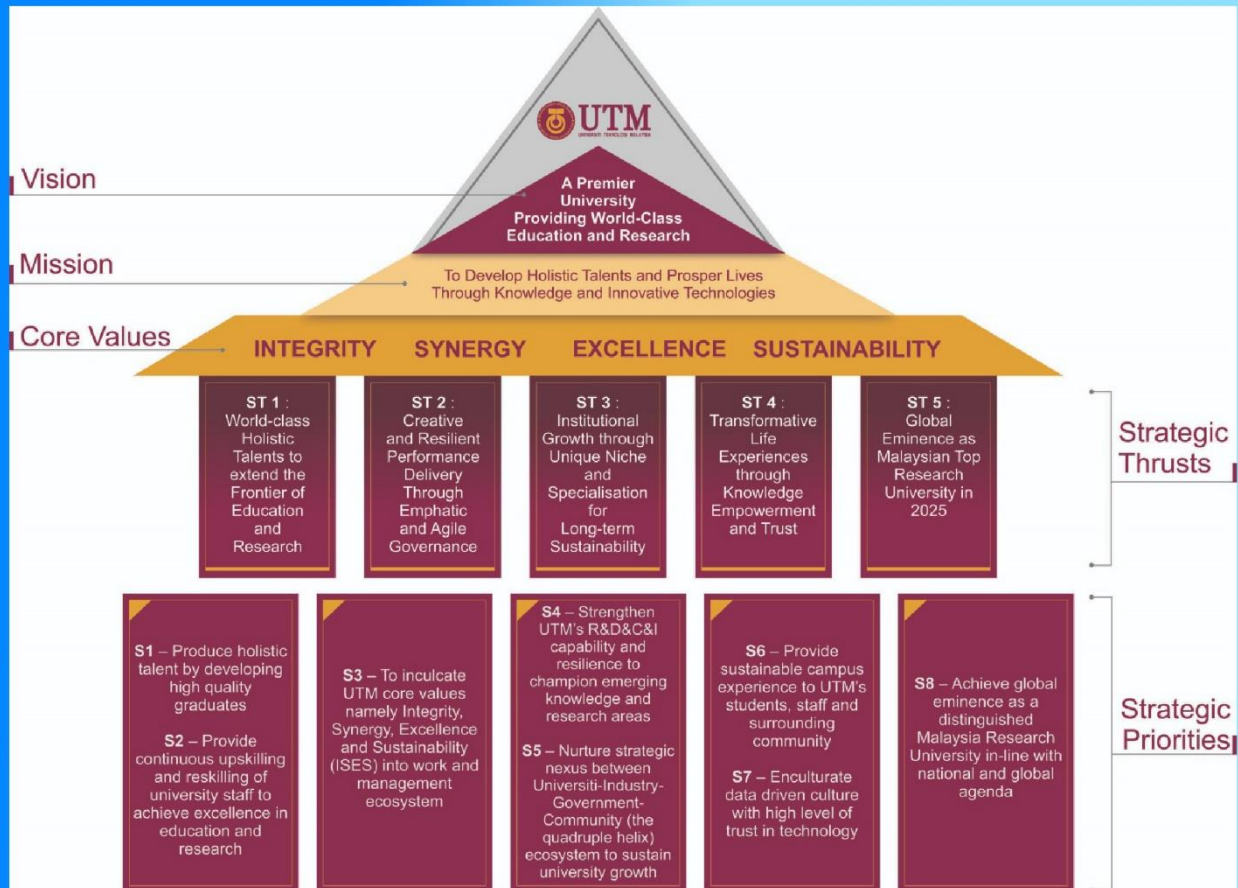 UTM
UNIVERSITI TEKNOLOGI MALAYSIA
Vision
A Premier
University
Providing World-Class
Education and Research
Mission
To Develop Holistic Talents and Prosper Lives
Through Knowledge and Innovative Technologies
Core Values
INTEGRITY SYNERGY EXCELLENCE SUSTAINABILITY
ST 1 :
World-class
Holistic
Talents to
extend the
Frontier of
Education
and
Research
ST 2 :
Creative
and Resilient
Performance
Delivery
Through
Emphatic
and Agile
Governance
ST 3 :
Institutional
Growth through
Unique Niche
and
Specialisation
for
Long-term
Sustainability
ST 4 :
Transformative
Life
Experiences
through
Knowledge
Empowerment
and Trust
ST 5 :
Global
Eminence as
Malaysian Top
Research
University in
2025
Strategic
Thrusts
S1 – Produce holistic
talent by developing
high quality
graduates
S2 – Provide
continuous upskilling
and reskilling of
university staff to
achieve excellence in
education and
research
S3 – To inculcate
UTM core values
namely Integrity,
Synergy, Excellence
and Sustainability
(ISES) into work and
management
ecosystem
S4 – Strengthen
UTM's R&D&C&I
capability and
resilience to
champion emerging
knowledge and
research areas
S5 – Nurture strategic
nexus between
Universiti-Industry-
Government-
Community (the
quadruple helix)
ecosystem to sustain
university growth
S6 – Provide
sustainable campus
experience to UTM's
students, staff and
surrounding
community
S7 – Enculturate
data driven culture
with high level of
trust in technology
S8 – Achieve global
eminence as a
distinguished
Malaysia Research
University in-line with
national and global
agenda
Strategic
Priorities